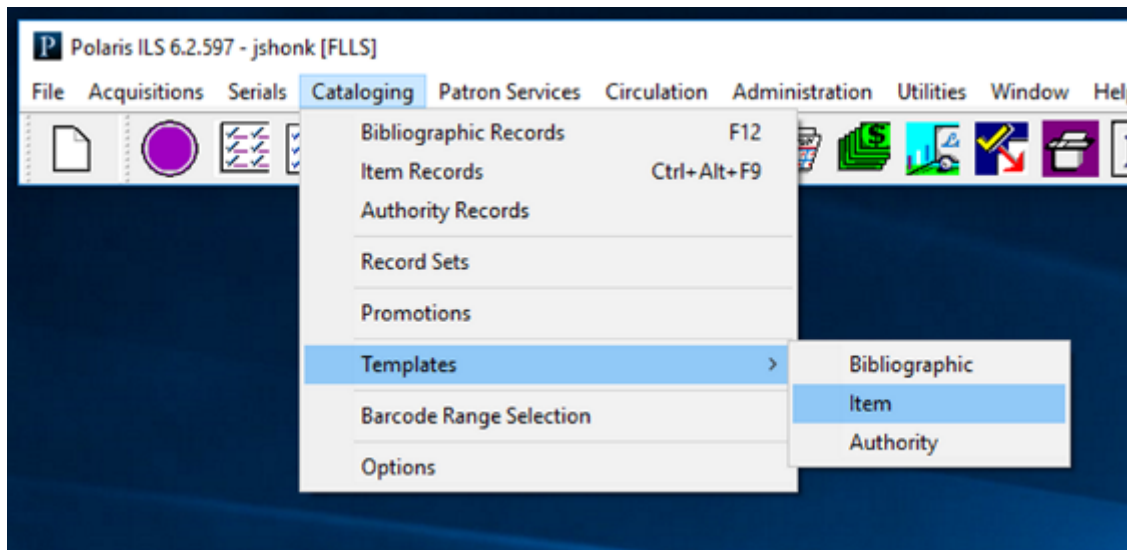 Polaris ILS 6.2.597 - jshonk [FLLS]
File Acquisitions Serials Cataloging Patron Services Circulation Administration Utilities Window Hel
Bibliographic Records F12
Item Records Ctrl+Alt+F9
Authority Records
Record Sets
Promotions
Templates >
Bibliographic
Item
Authority
Barcode Range Selection
Options